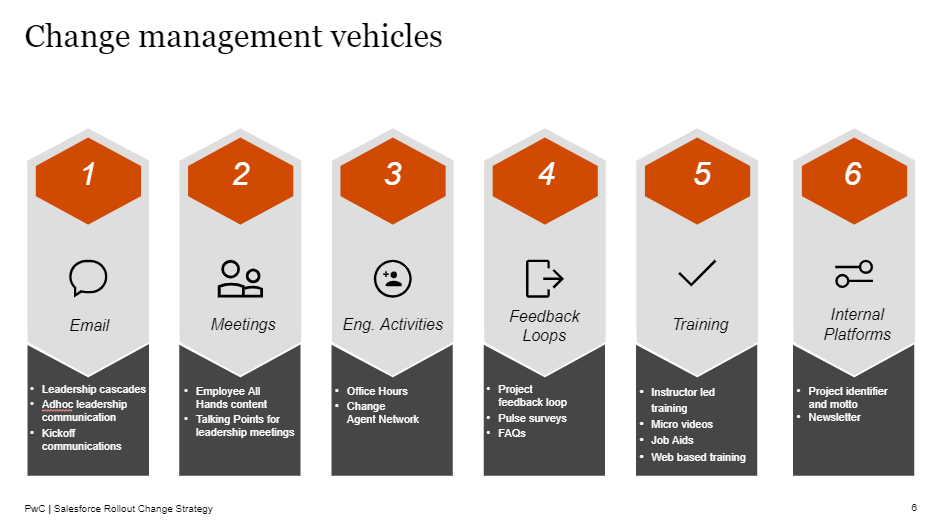 Change management vehicles
1
Email
• Leadership cascades
• Adhoc leadership
communication
• Kickoff
communications
2
Meetings
• Employee All
Hands content
• Talking Points for
leadership meetings
3
Eng. Activities
• Office Hours
• Change
Agent Network
4
Feedback
Loops
• Project
feedback loop
• Pulse surveys
• FAQs
5
Training
• Instructor led
training
• Micro videos
• Job Aids
• Web based training
6
Internal
Platforms
• Project identifier
and motto
• Newsletter
PwC | Salesforce Rollout Change Strategy
6